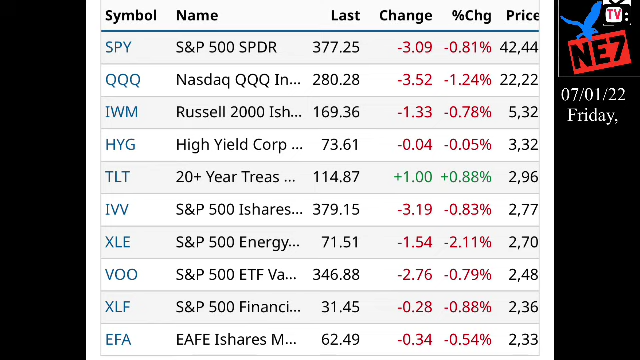 Symbol Name Last Change %Chg Price
SPY S&P 500 SPDR 377.25 -3.09 -0.81% 42,44
QQQ Nasdaq QQQ In... 280.28 -3.52 -1.24% 22,22
IWM Russell 2000 Ish... 169.36 -1.33 -0.78% 5,32
HYG High Yield Corp ... 73.61 -0.04 -0.05% 3,32
TLT 20+ Year Treas ... 114.87 +1.00 +0.88% 2,96
IVV S&P 500 Ishares... 379.15 -3.19 -0.83% 2,77
XLE S&P 500 Energy... 71.51 -1.54 -2.11% 2,70
VOO S&P 500 ETF Va... 346.88 -2.76 -0.79% 2,48
XLF S&P 500 Financi... 31.45 -0.28 -0.88% 2,36
EFA EAFE Ishares M... 62.49 -0.34 -0.54% 2,33
TV
NE7
07/01/22
Friday,